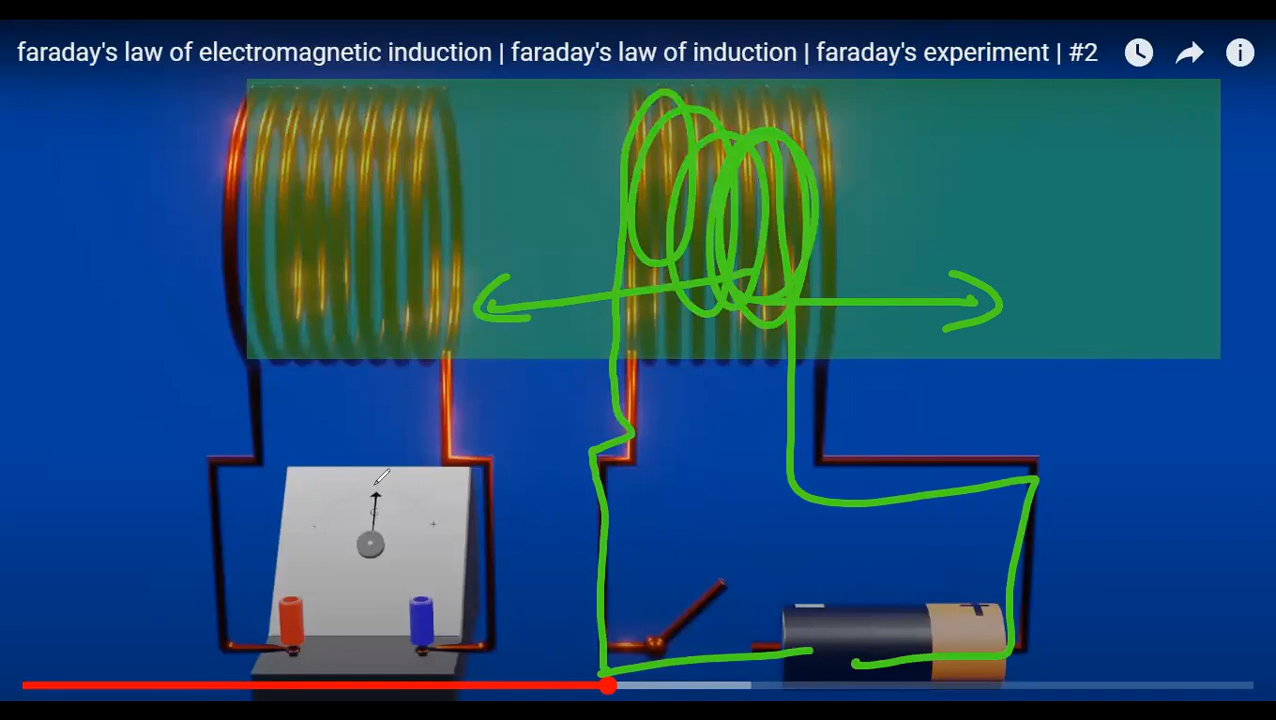 faraday's law of electromagnetic induction | faraday's law of induction | faraday's experiment | #2
- G +
+